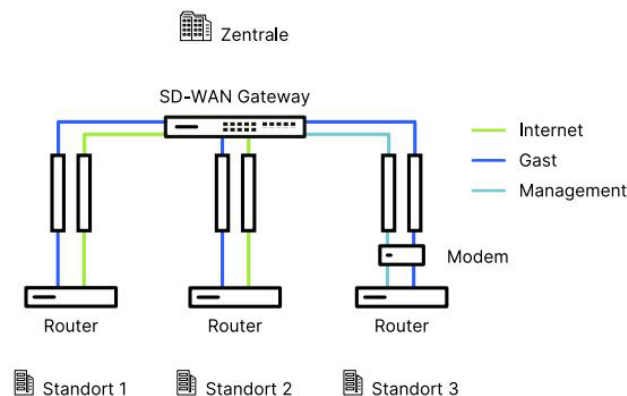 Zentrale
SD-WAN Gateway
Internet
Gast
Management
Modem
Router
Router
Router
Standort 1
Standort 2
Standort 3